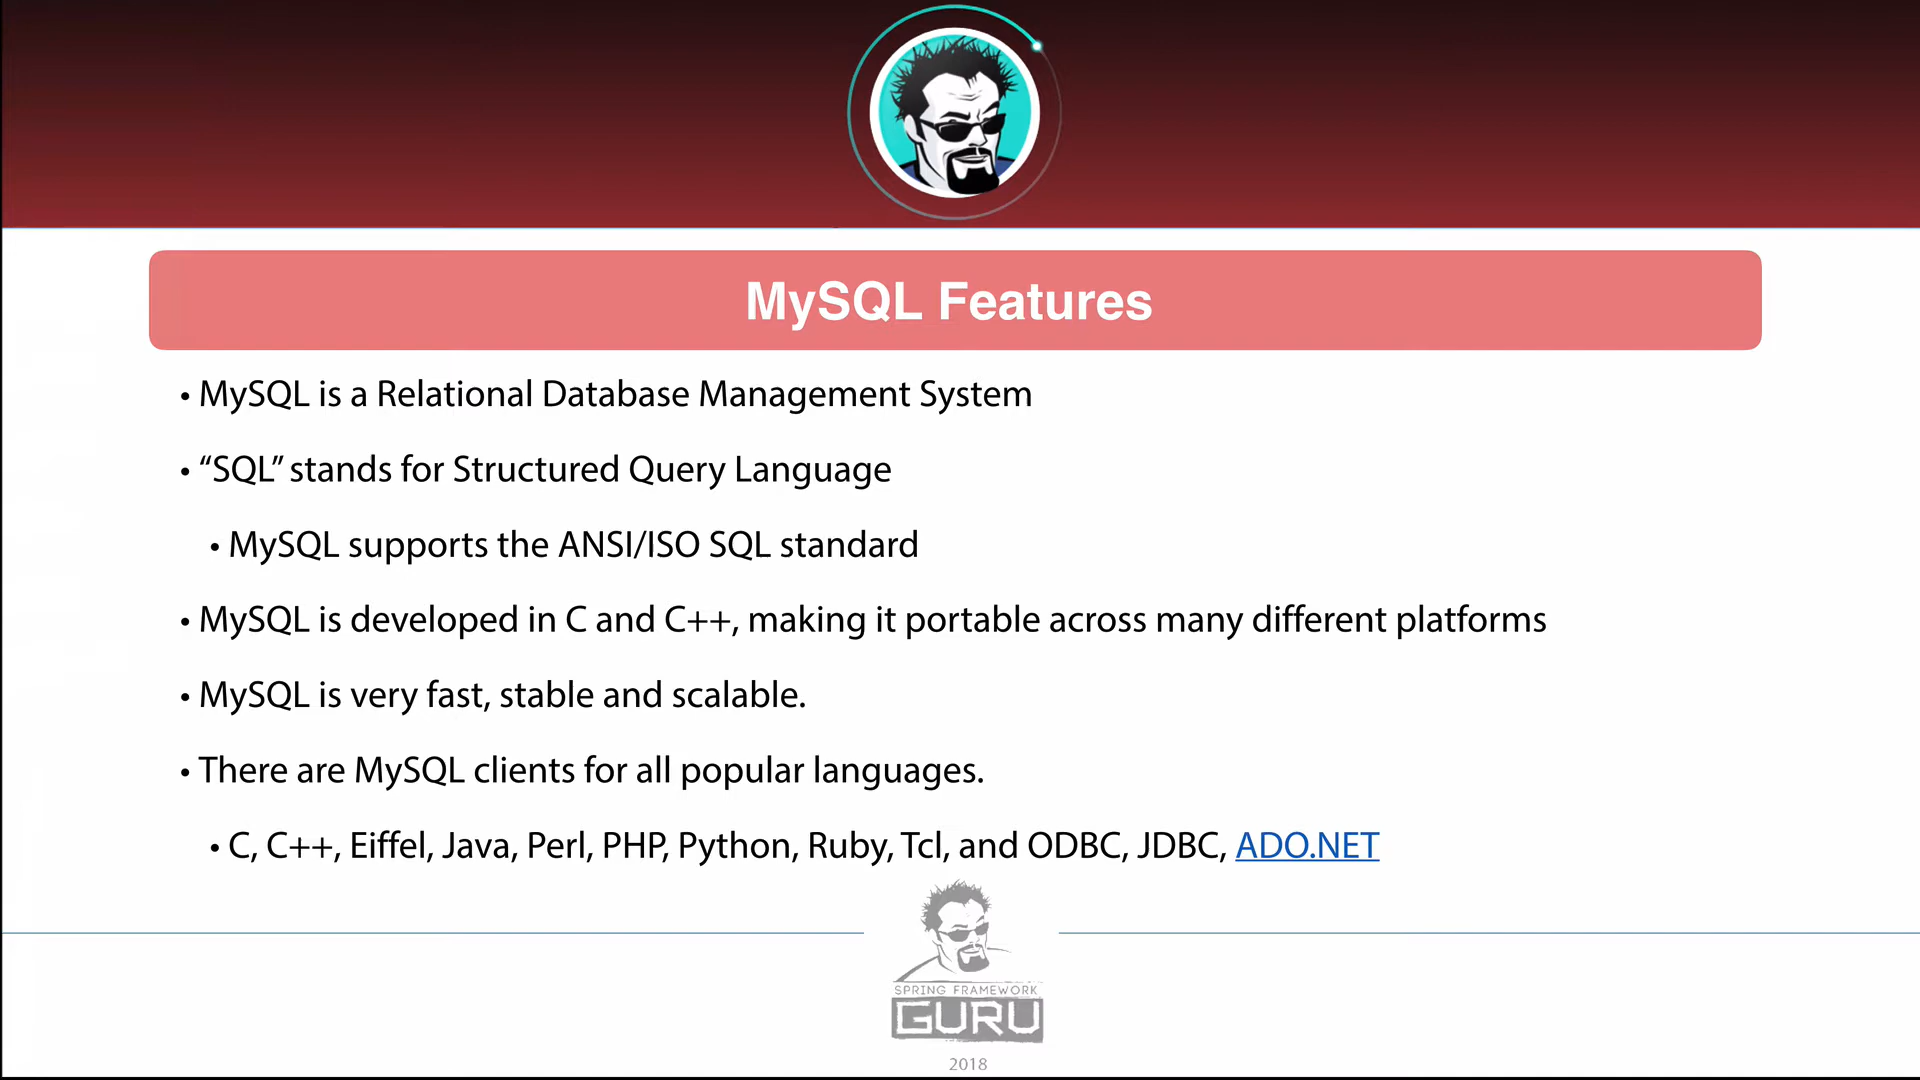 MySQL Features
• MySQL is a Relational Database Management System
• “SQL” stands for Structured Query Language
• MySQL supports the ANSI/ISO SQL standard
• MySQL is developed in C and C++, making it portable across many different platforms
• MySQL is very fast, stable and scalable.
• There are MySQL clients for all popular languages.
• C, C++, Eiffel, Java, Perl, PHP, Python, Ruby, Tcl, and ODBC, JDBC, ADO.NET
SPRING FRAMEWORK
GURU
2018